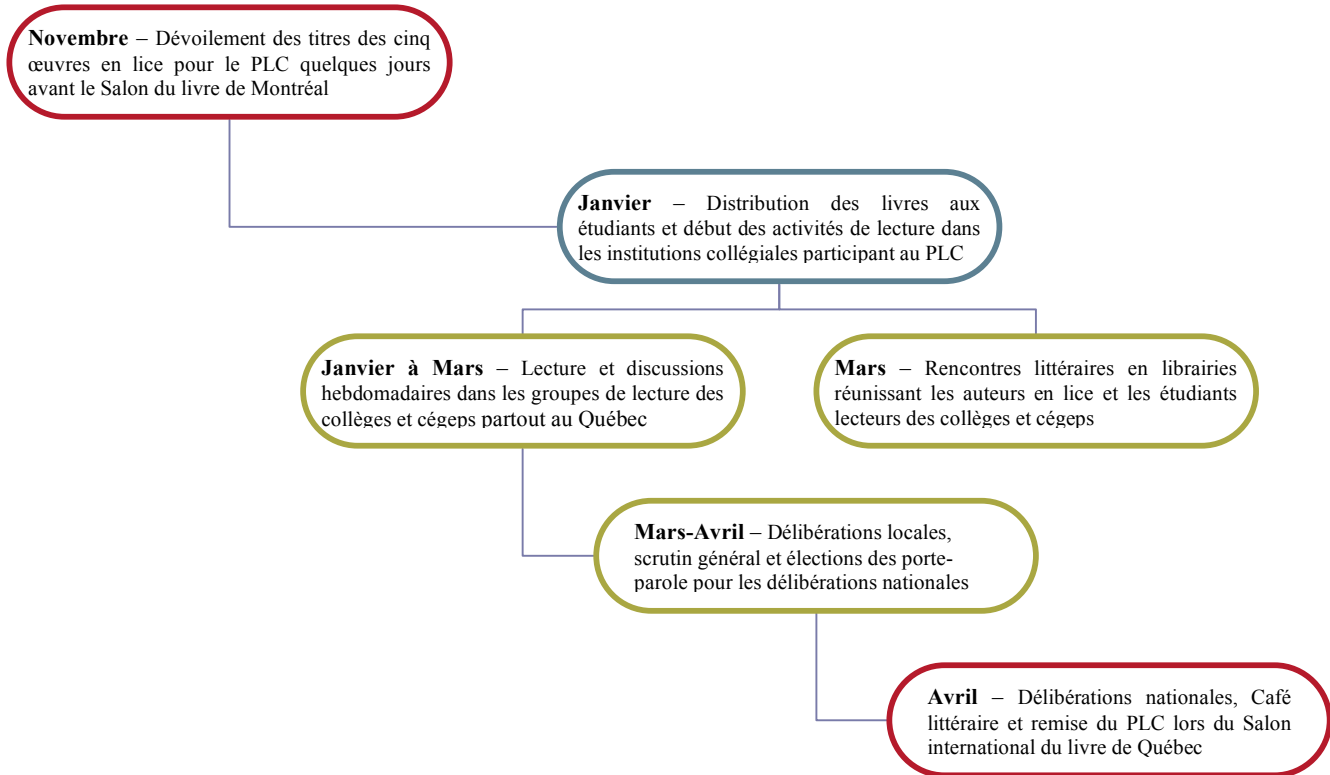 Novembre – Dévoilement des titres des cinq
œuvres en lice pour le PLC quelques jours
avant le Salon du livre de Montréal
Janvier – Distribution des livres aux
étudiants et début des activités de lecture dans
les institutions collégiales participant au PLC
Janvier à Mars – Lecture et discussions
hebdomadaires dans les groupes de lecture des
collèges et cégeps partout au Québec
Mars – Rencontres littéraires en librairies
réunissant les auteurs en lice et les étudiants
lecteurs des collèges et cégeps
Mars-Avril – Délibérations locales,
scrutin général et élections des porte-
parole pour les délibérations nationales
Avril – Délibérations nationales, Café
littéraire et remise du PLC lors du Salon
international du livre de Québec